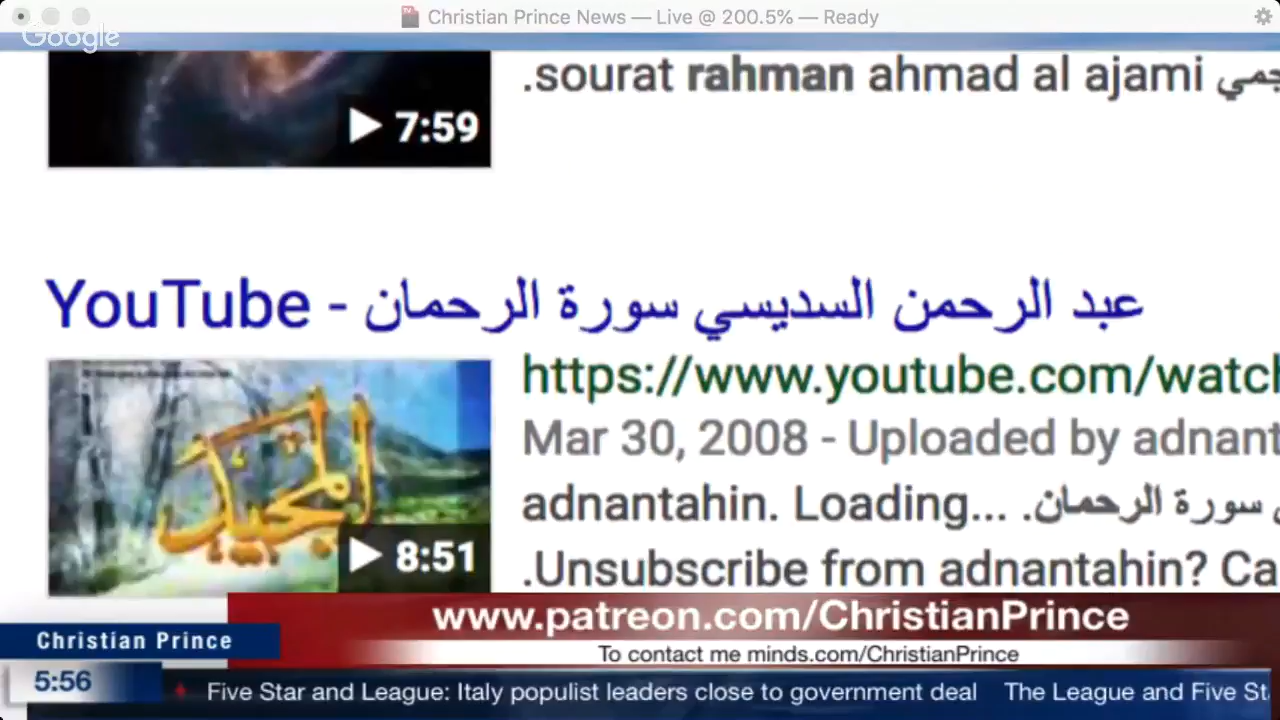 Christian Prince News — Live @ 200.5% — Ready
Google
.sourat rahman ahmad al ajami جمي
7:59
عبد الرحمن السديسي سورة الرحمان - YouTube
https://www.youtube.com/watch
Mar 30, 2008 - Uploaded by adnant
adnantahin. Loading... .سورة الرحمان
.Unsubscribe from adnantahin? Ca
المجيد
8:51
www.patreon.com/ChristianPrince
To contact me minds.com/ChristianPrince
Christian Prince
5:56
Five Star and League: Italy populist leaders close to government deal The League and Five St